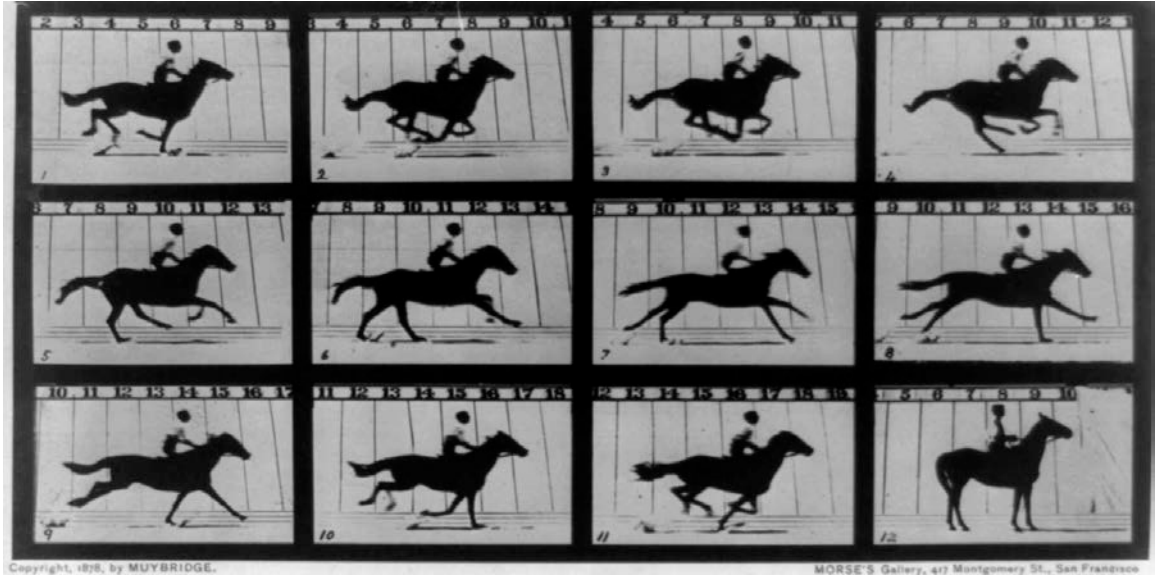 2 3 4 5 6 7 8 9
3 4 5 6 7 8 9 10 1
4 5 6 7 8 9 10 11
5 6 7 8 9 10 11 12 1
1
2
3
4
6 7 8 9 10 11 12 13
7 8 9 10 11 12 13 14 1
8 9 10 11 12 13 14 15
9 10 11 12 13 14 15 16
5
6
7
8
10 11 12 13 14 15 16 17
11 12 13 14 15 16 17 18
12 13 14 15 16 17 18 19
5 6 7 8 9 10
9
10
11
12
Copyright, 1878, by MUYBRIDGE.
MORSE'S Gallery, 417 Montgomery St., San Francisco